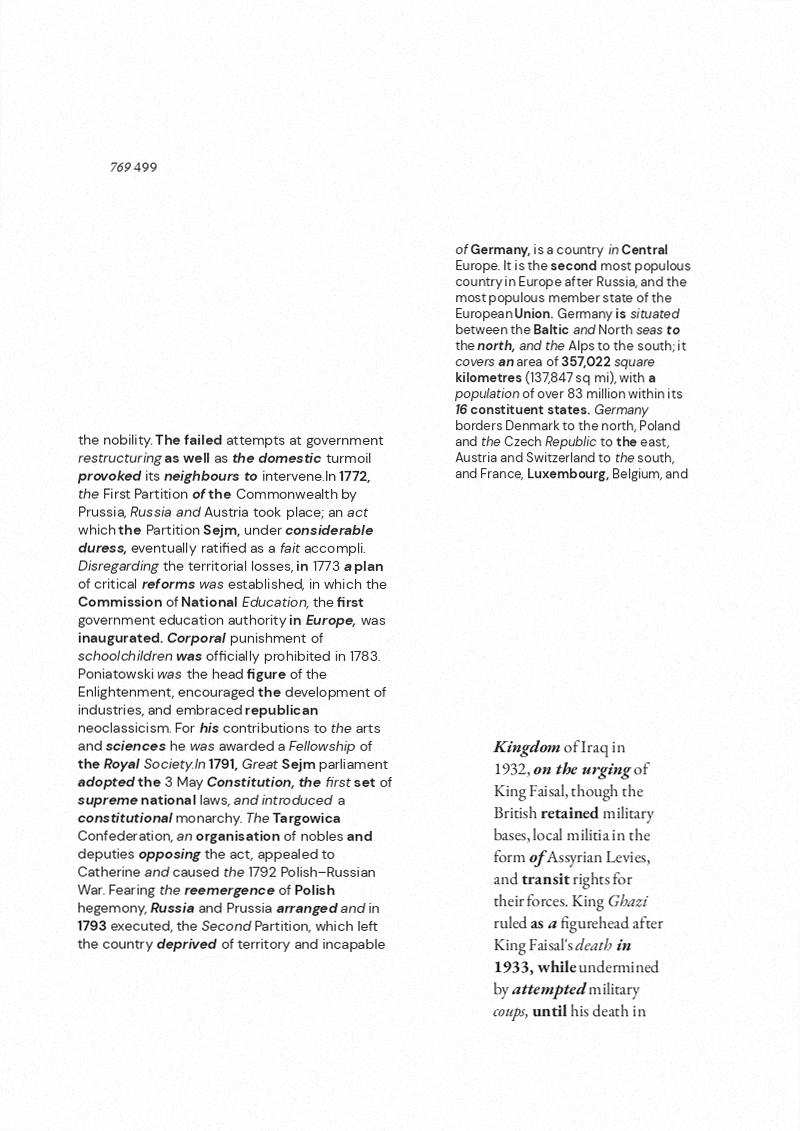 769 499
the nobility. The failed attempts at government
restructuring as well as the domestic turmoil
provoked its neighbours to intervene.In 1772,
the First Partition of the Commonwealth by
Prussia, Russia and Austria took place; an act
which the Partition Sejm, under considerable
duress, eventually ratified as a fait accompli.
Disregarding the territorial losses, in 1773 a plan
of critical reforms was established, in which the
Commission of National Education, the first
government education authority in Europe, was
inaugurated. Corporal punishment of
schoolchildren was officially prohibited in 1783.
Poniatowski was the head figure of the
Enlightenment, encouraged the development of
industries, and embraced republican
neoclassicism. For his contributions to the arts
and sciences he was awarded a Fellowship of
the Royal Society.In 1791, Great Sejm parliament
adopted the 3 May Constitution, the first set of
supreme national laws, and introduced a
constitutional monarchy. The Targowica
Confederation, an organisation of nobles and
deputies opposing the act, appealed to
Catherine and caused the 1792 Polish–Russian
War. Fearing the reemergence of Polish
hegemony, Russia and Prussia arranged and in
1793 executed, the Second Partition, which left
the country deprived of territory and incapable
of Germany, is a country in Central
Europe. It is the second most populous
country in Europe after Russia, and the
most populous member state of the
European Union. Germany is situated
between the Baltic and North seas to
the north, and the Alps to the south; it
covers an area of 357,022 square
kilometres (137,847 sq mi), with a
population of over 83 million within its
16 constituent states. Germany
borders Denmark to the north, Poland
and the Czech Republic to the east,
Austria and Switzerland to the south,
and France, Luxembourg, Belgium, and
Kingdom of Iraq in
1932, on the urging of
King Faisal, though the
British retained military
bases, local militia in the
form of Assyrian Levies,
and transit rights for
their forces. King Ghazi
ruled as a figurehead after
King Faisal's death in
1933, while undermined
by attempted military
coups, until his death in